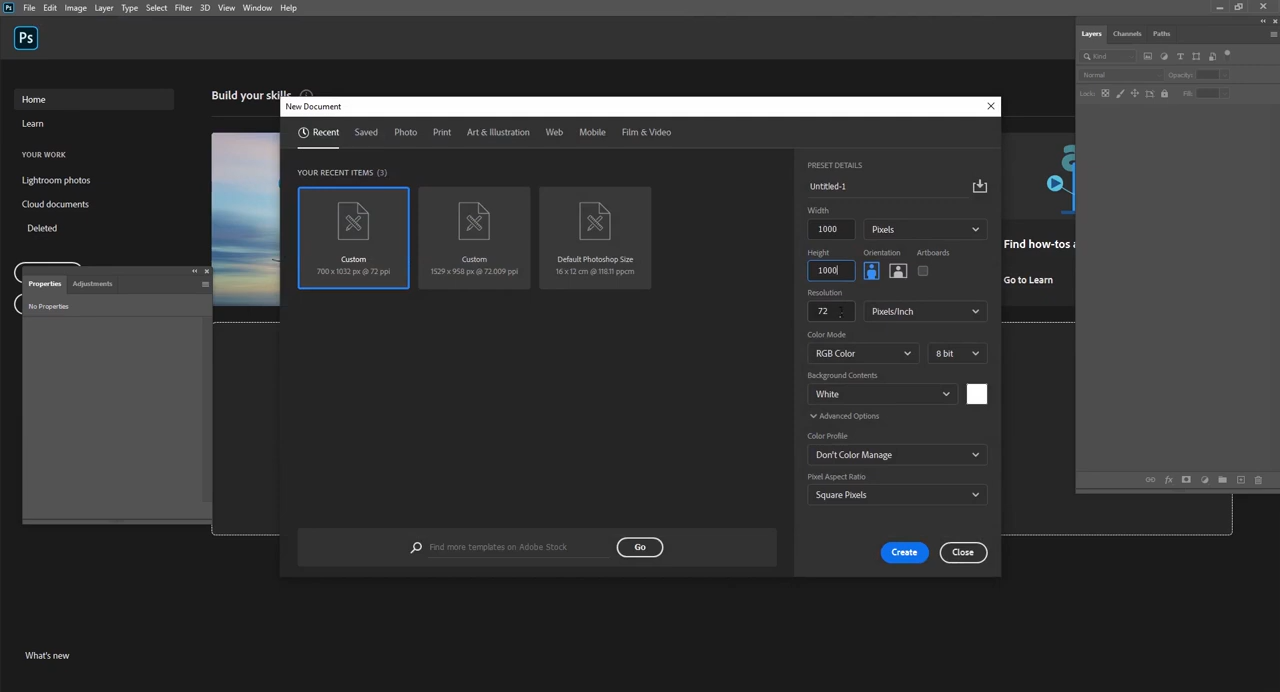 Ps File Edit Image Layer Type Select Filter 3D View Window Help
Ps
Layers Channels Paths
Kind
Normal Opacity:
Lock: Fill:
Home
Learn
YOUR WORK
Lightroom photos
Cloud documents
Deleted
Build your skills
Properties Adjustments
No Properties
What's new
Find how-tos a
Go to Learn
New Document
Recent Saved Photo Print Art & Illustration Web Mobile Film & Video
YOUR RECENT ITEMS (3)
Custom
700 x 1032 px @ 72 ppi
Custom
1529 x 958 px @ 72.009 ppi
Default Photoshop Size
16 x 12 cm @ 118.11 ppcm
Find more templates on Adobe Stock Go
PRESET DETAILS
Untitled-1
Width
1000 Pixels
Height Orientation Artboards
1000
Resolution
72 Pixels/Inch
Color Mode
RGB Color 8 bit
Background Contents
White
Advanced Options
Color Profile
Don't Color Manage
Pixel Aspect Ratio
Square Pixels
Create Close